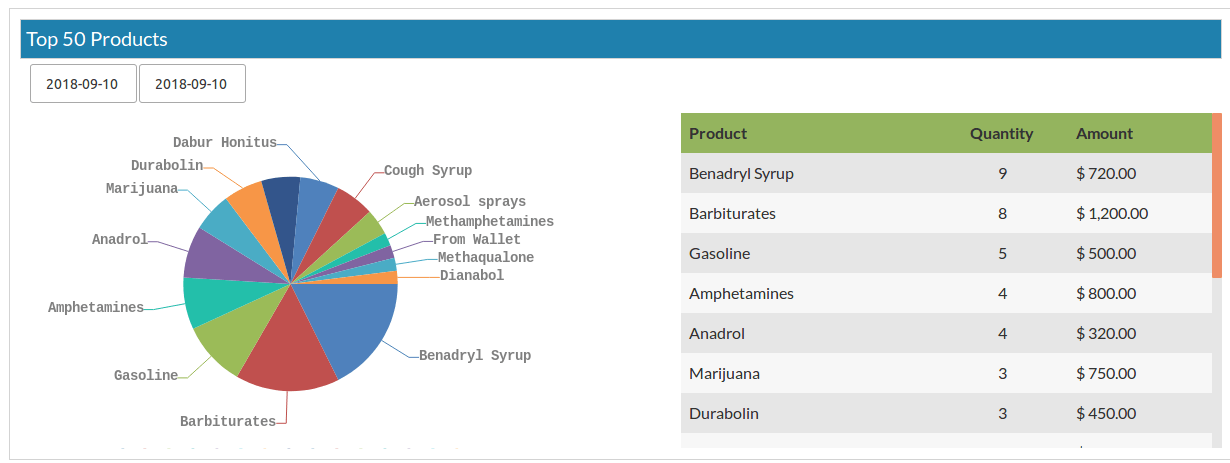 Top 50 Products
2018-09-10 2018-09-10
Dabur Honitus
Durabolin
Marijuana
Anadrol
Amphetamines
Gasoline
Barbiturates
Cough Syrup
Aerosol sprays
Methamphetamines
From Wallet
Methaqualone
Dianabol
Benadryl Syrup
Product Quantity Amount
Benadryl Syrup 9 $ 720.00
Barbiturates 8 $ 1,200.00
Gasoline 5 $ 500.00
Amphetamines 4 $ 800.00
Anadrol 4 $ 320.00
Marijuana 3 $ 750.00
Durabolin 3 $ 450.00